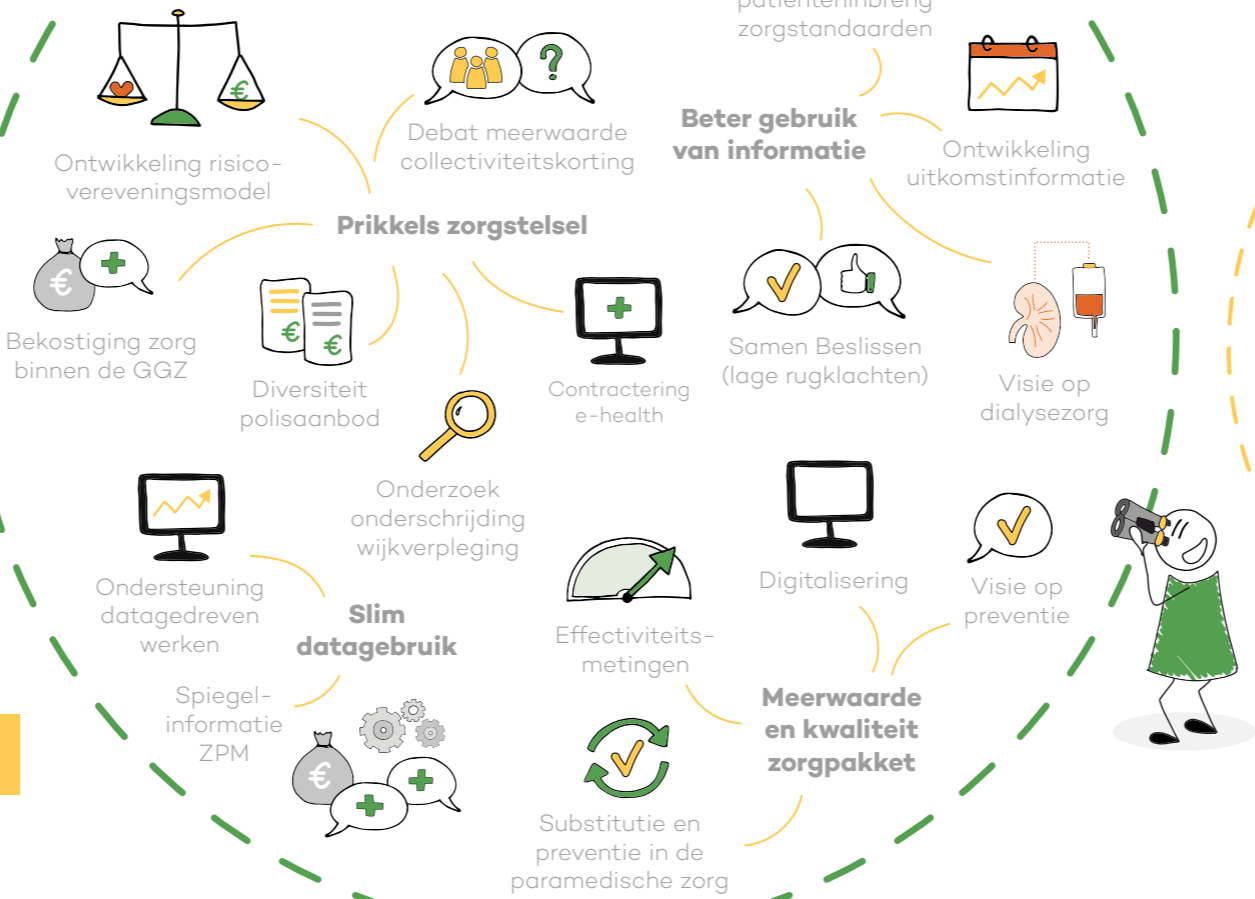 patiënteninbreng
zorgstandaarden
Debat meerwaarde
collectiviteitskorting
Beter gebruik
van informatie
Ontwikkeling
uitkomstinformatie
Ontwikkeling risico-
vereveningsmodel
Prikkels zorgstelsel
Bekostiging zorg
binnen de GGZ
Diversiteit
polisaanbod
Contractering
e-health
Samen Beslissen
(lage rugklachten)
Visie op
dialysezorg
Onderzoek
onderschrijding
wijkverpleging
Ondersteuning
datagedreven
werken
Slim
datagebruik
Spiegel-
informatie
ZPM
Effectiviteits-
metingen
Digitalisering
Visie op
preventie
Meerwaarde
en kwaliteit
zorgpakket
Substitutie en
preventie in de
paramedische zorg